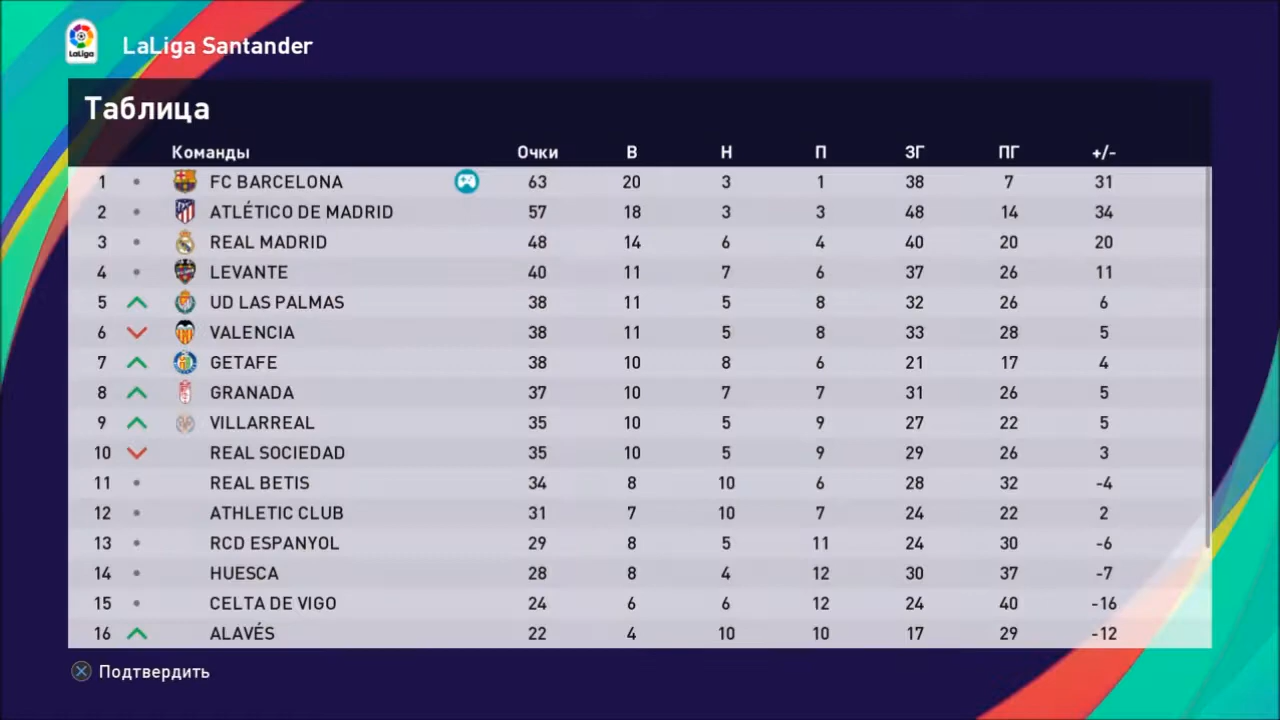 LaLiga
LaLiga Santander
Таблица
Команды Очки В Н П ЗГ ПГ +/-
1 FC BARCELONA 63 20 3 1 38 7 31
2 ATLÉTICO DE MADRID 57 18 3 3 48 14 34
3 REAL MADRID 48 14 6 4 40 20 20
4 LEVANTE 40 11 7 6 37 26 11
5 UD LAS PALMAS 38 11 5 8 32 26 6
6 VALENCIA 38 11 5 8 33 28 5
7 GETAFE 38 10 8 6 21 17 4
8 GRANADA 37 10 7 7 31 26 5
9 VILLARREAL 35 10 5 9 27 22 5
10 REAL SOCIEDAD 35 10 5 9 29 26 3
11 REAL BETIS 34 8 10 6 28 32 -4
12 ATHLETIC CLUB 31 7 10 7 24 22 2
13 RCD ESPANYOL 29 8 5 11 24 30 -6
14 HUESCA 28 8 4 12 30 37 -7
15 CELTA DE VIGO 24 6 6 12 24 40 -16
16 ALAVÉS 22 4 10 10 17 29 -12
Подтвердить